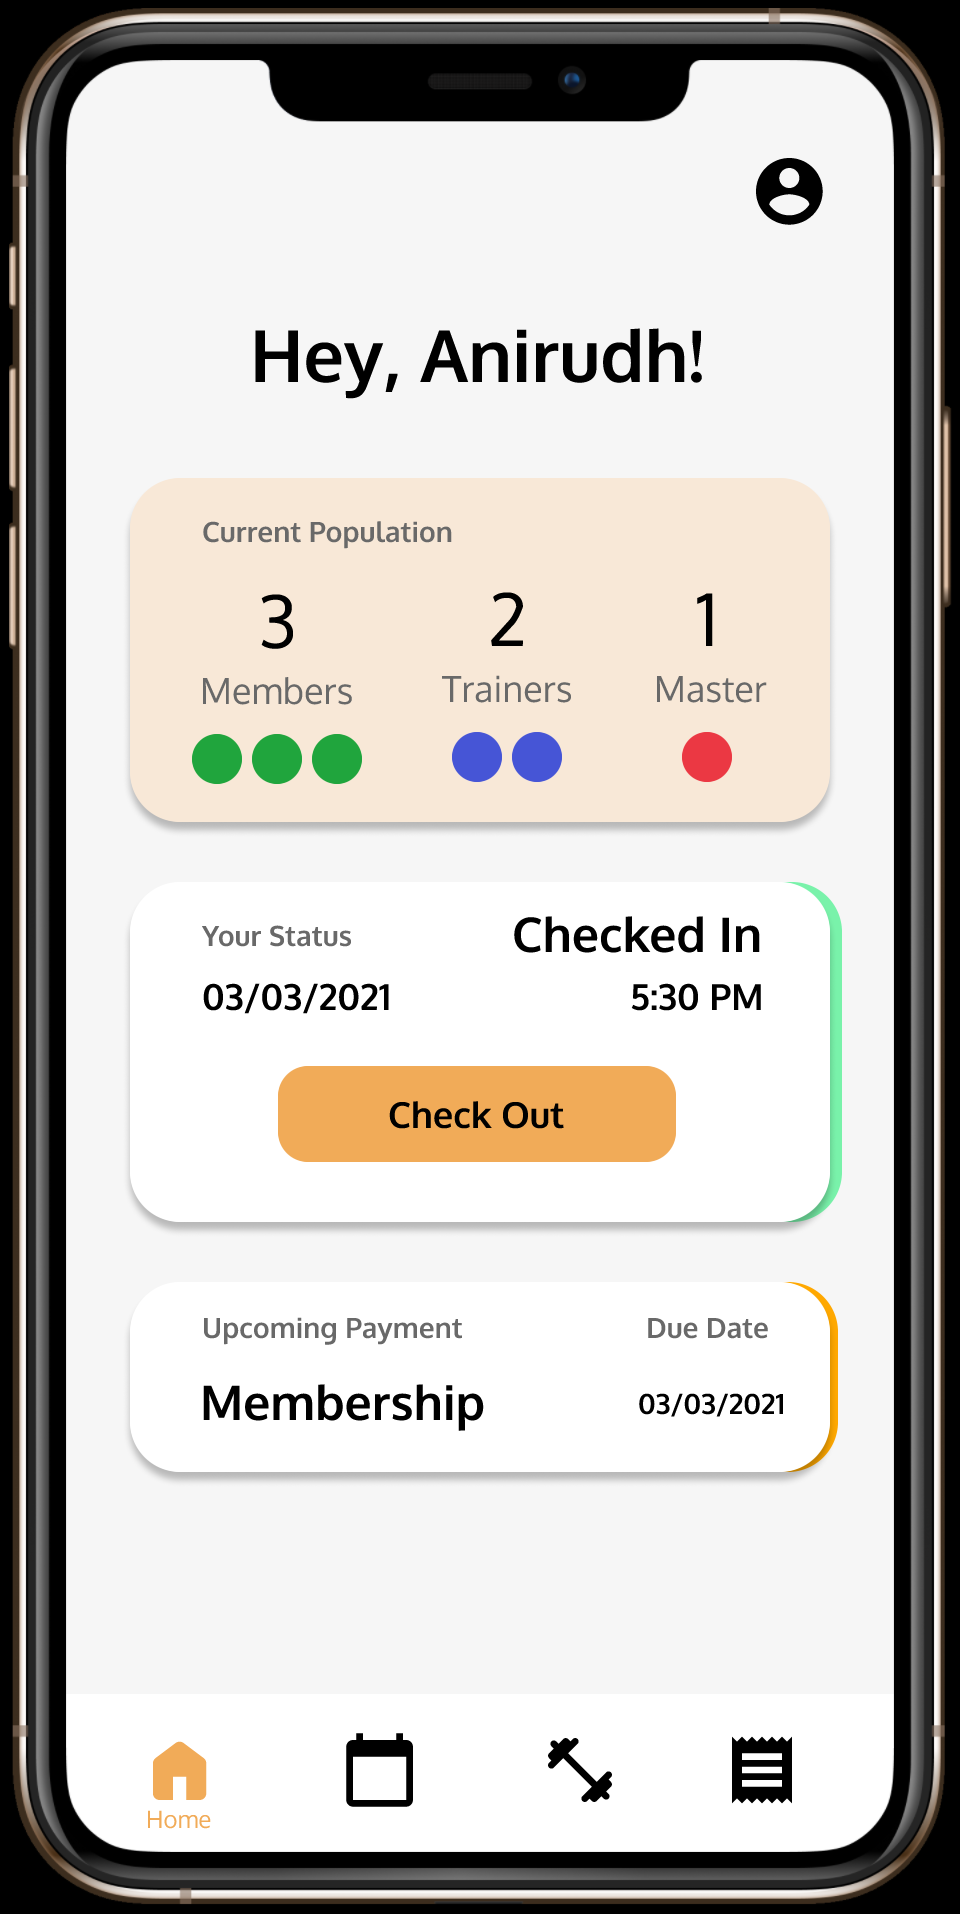 Hey, Anirudh!
Current Population
3 2 1
Members Trainers Master
Your Status Checked In
03/03/2021 5:30 PM
Check Out
Upcoming Payment Due Date
Membership 03/03/2021
Home